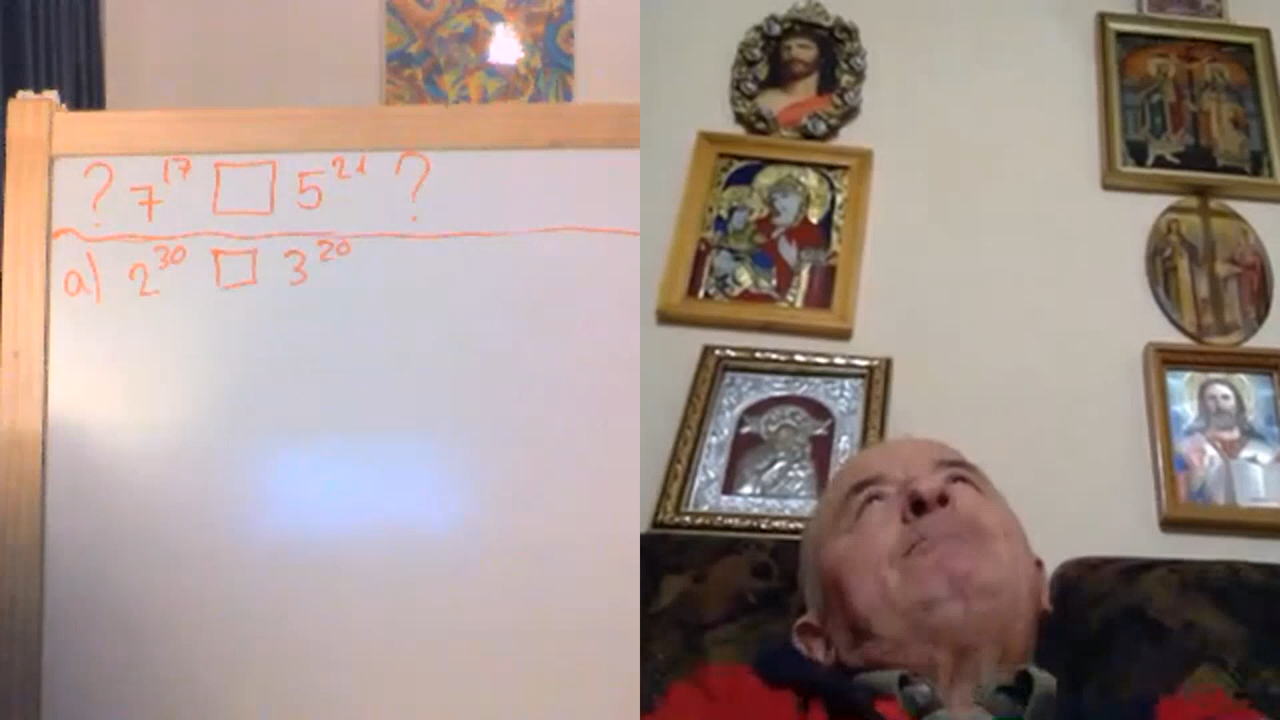 ? 7¹⁷ □ 5²¹ ?
a) 2³⁰ □ 3²⁰